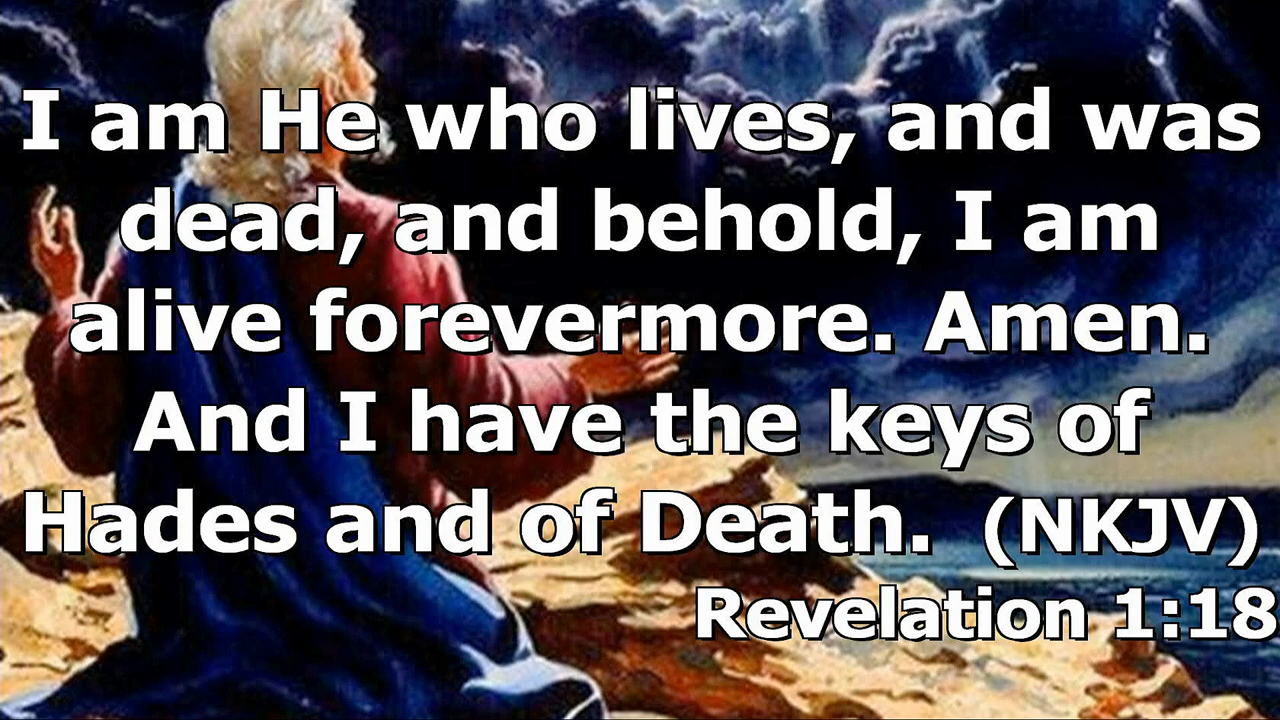 I am He who lives, and was
dead, and behold, I am
alive forevermore. Amen.
And I have the keys of
Hades and of Death.  (NKJV)
Revelation 1:18